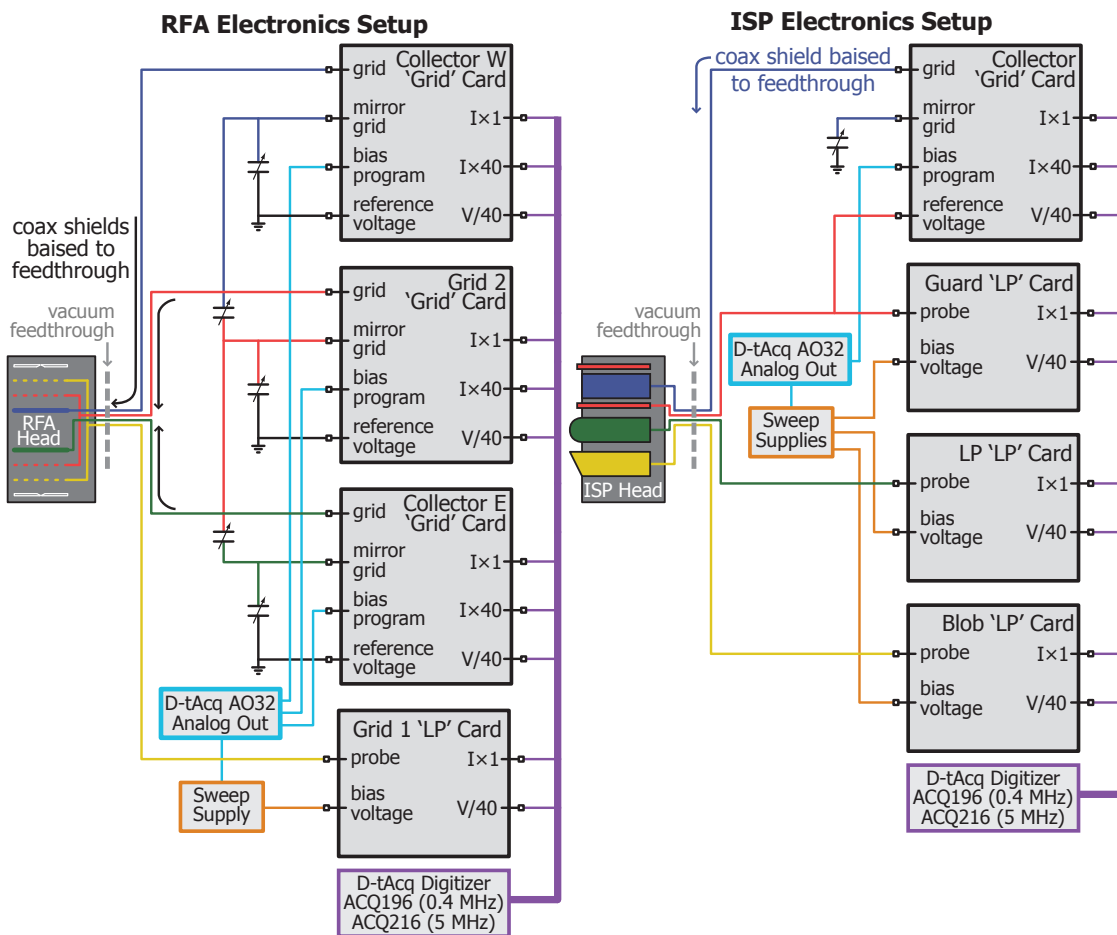 RFA Electronics Setup
coax shields
baised to
feedthrough
vacuum
feedthrough
RFA
Head
Collector W
‘Grid’ Card
grid
mirror
grid
bias
program
reference
voltage
I×1
I×40
V/40
Grid 2
‘Grid’ Card
grid
mirror
grid
bias
program
reference
voltage
I×1
I×40
V/40
Collector E
‘Grid’ Card
grid
mirror
grid
bias
program
reference
voltage
I×1
I×40
V/40
D-tAcq AO32
Analog Out
Sweep
Supply
Grid 1 ‘LP’ Card
probe
bias
voltage
I×1
V/40
D-tAcq Digitizer
ACQ196 (0.4 MHz)
ACQ216 (5 MHz)
ISP Electronics Setup
coax shield baised
to feedthrough
vacuum
feedthrough
ISP Head
Collector
‘Grid’ Card
grid
mirror
grid
bias
program
reference
voltage
I×1
I×40
V/40
Guard ‘LP’ Card
probe
bias
voltage
I×1
V/40
D-tAcq AO32
Analog Out
Sweep
Supplies
LP ‘LP’ Card
probe
bias
voltage
I×1
V/40
Blob ‘LP’ Card
probe
bias
voltage
I×1
V/40
D-tAcq Digitizer
ACQ196 (0.4 MHz)
ACQ216 (5 MHz)